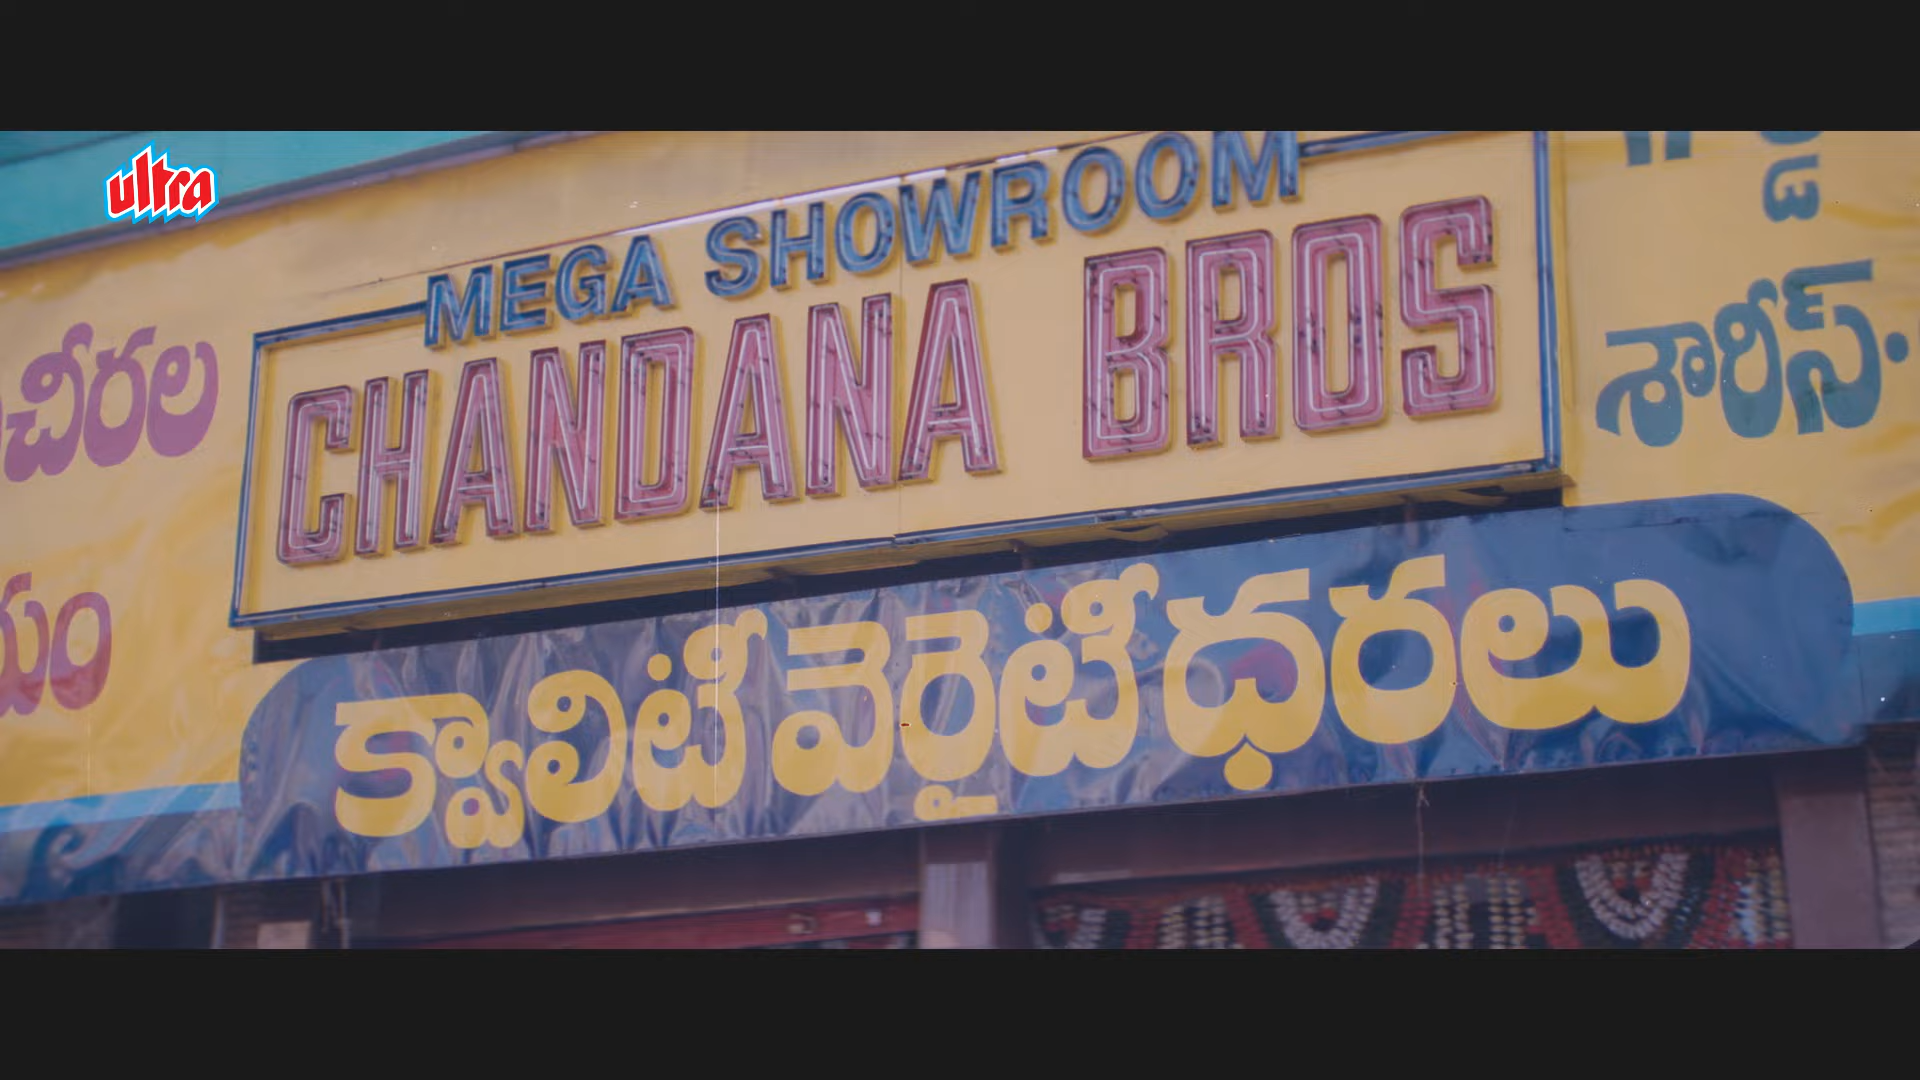 ultra
MEGA SHOWROOM
CHANDANA BROS
చీరల
శారీస్.
క్వాలిటీ వెరైటీ ధరలు